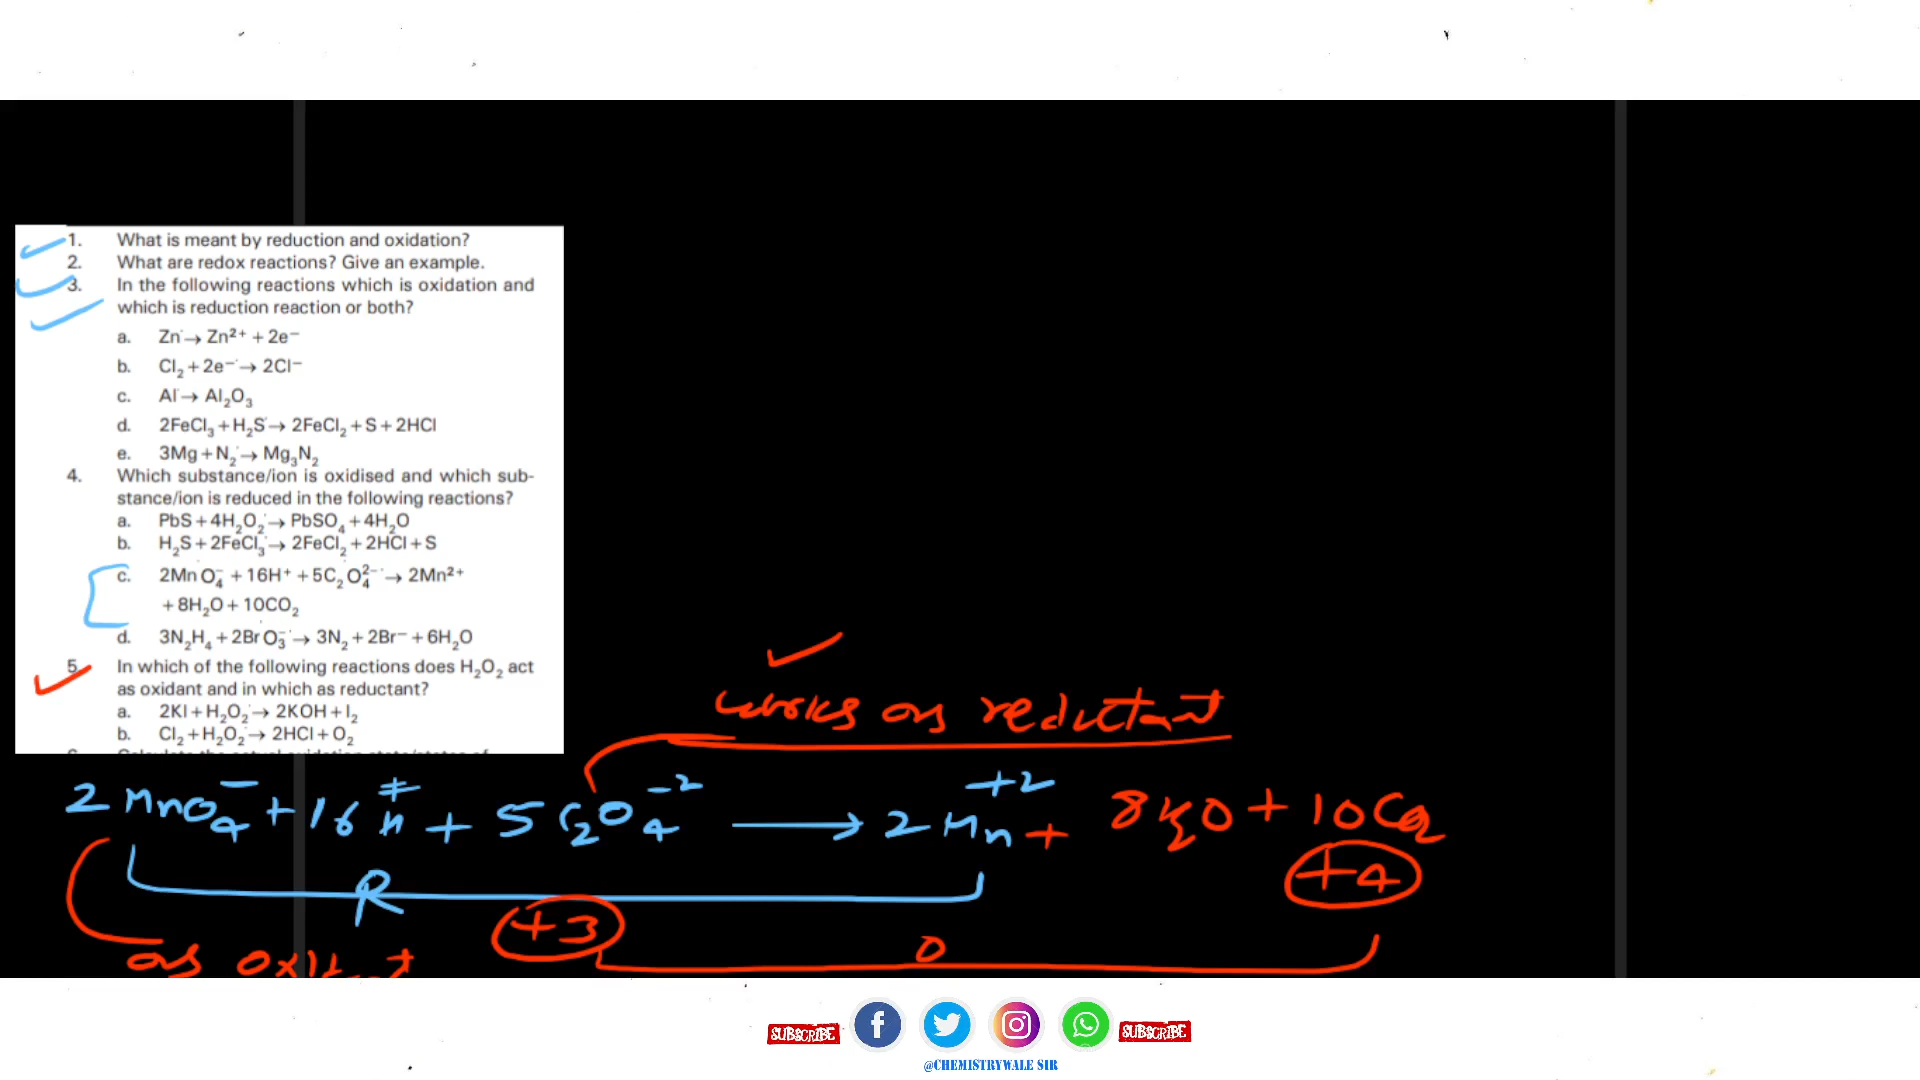 1. What is meant by reduction and oxidation?
2. What are redox reactions? Give an example.
3. In the following reactions which is oxidation and
which is reduction reaction or both?
a. Zn → Zn²⁺ + 2e⁻
b. Cl₂ + 2e⁻ → 2Cl⁻
c. Al → Al₂O₃
d. 2FeCl₃ + H₂S → 2FeCl₂ + S + 2HCl
e. 3Mg + N₂ → Mg₃N₂
4. Which substance/ion is oxidised and which sub-
stance/ion is reduced in the following reactions?
a. PbS + 4H₂O₂ → PbSO₄ + 4H₂O
b. H₂S + 2FeCl₃ → 2FeCl₂ + 2HCl + S
c. 2MnO₄⁻ + 16H⁺ + 5C₂O₄²⁻ → 2Mn²⁺
+ 8H₂O + 10CO₂
d. 3N₂H₄ + 2BrO₃⁻ → 3N₂ + 2Br⁻ + 6H₂O
5. In which of the following reactions does H₂O₂ act
as oxidant and in which as reductant?
a. 2KI + H₂O₂ → 2KOH + I₂
b. Cl₂ + H₂O₂ → 2HCl + O₂
works as reductant
2MnO₄⁻ + 16H⁺ + 5C₂O₄⁻² → 2Mn⁺² + 8H₂O + 10CO₂
+4
R
+3
O
as
SUBSCRIBE
SUBSCRIBE
@CHEMISTRYWALE SIR